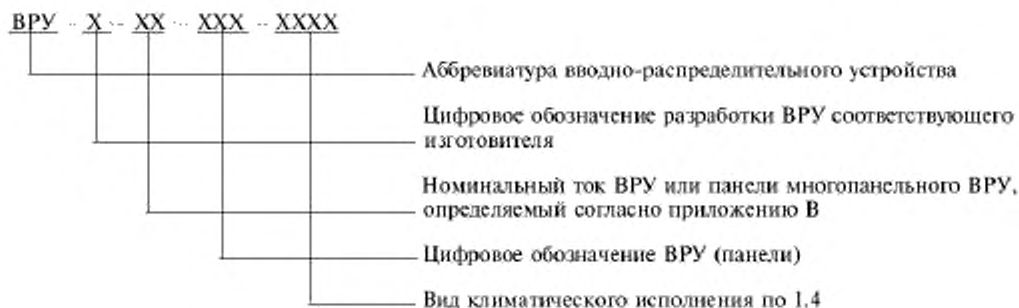 ВРУ - Х - ХХ - ХХХ - ХХХХ
Аббревиатура вводно-распределительного устройства
Цифровое обозначение разработки ВРУ соответствующего
изготовителя
Номинальный ток ВРУ или панели многопанельного ВРУ,
определяемый согласно приложению В
Цифровое обозначение ВРУ (панели)
Вид климатического исполнения по 1.4